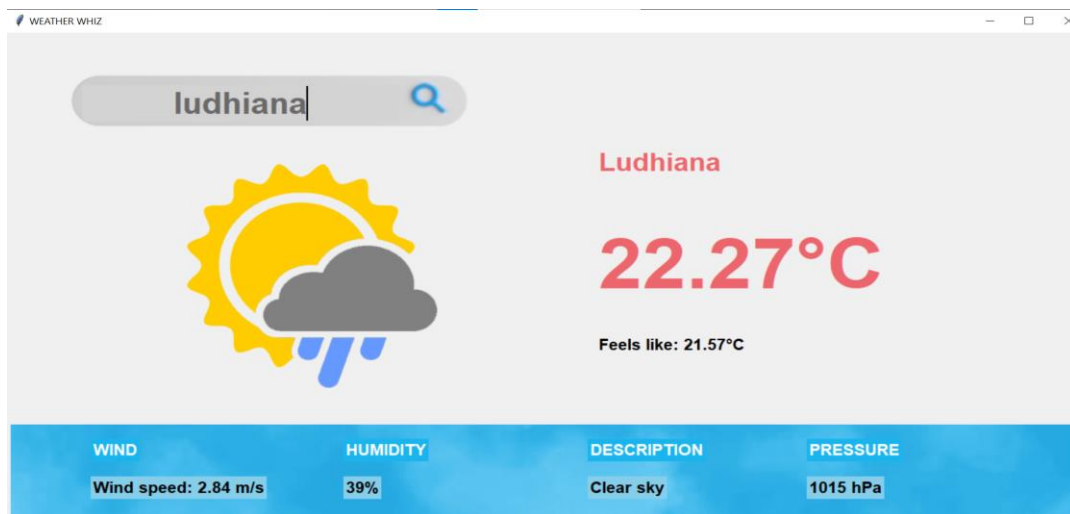 WEATHER WHIZ
ludhiana
Ludhiana
22.27°C
Feels like: 21.57°C
WIND HUMIDITY DESCRIPTION PRESSURE
Wind speed: 2.84 m/s 39% Clear sky 1015 hPa